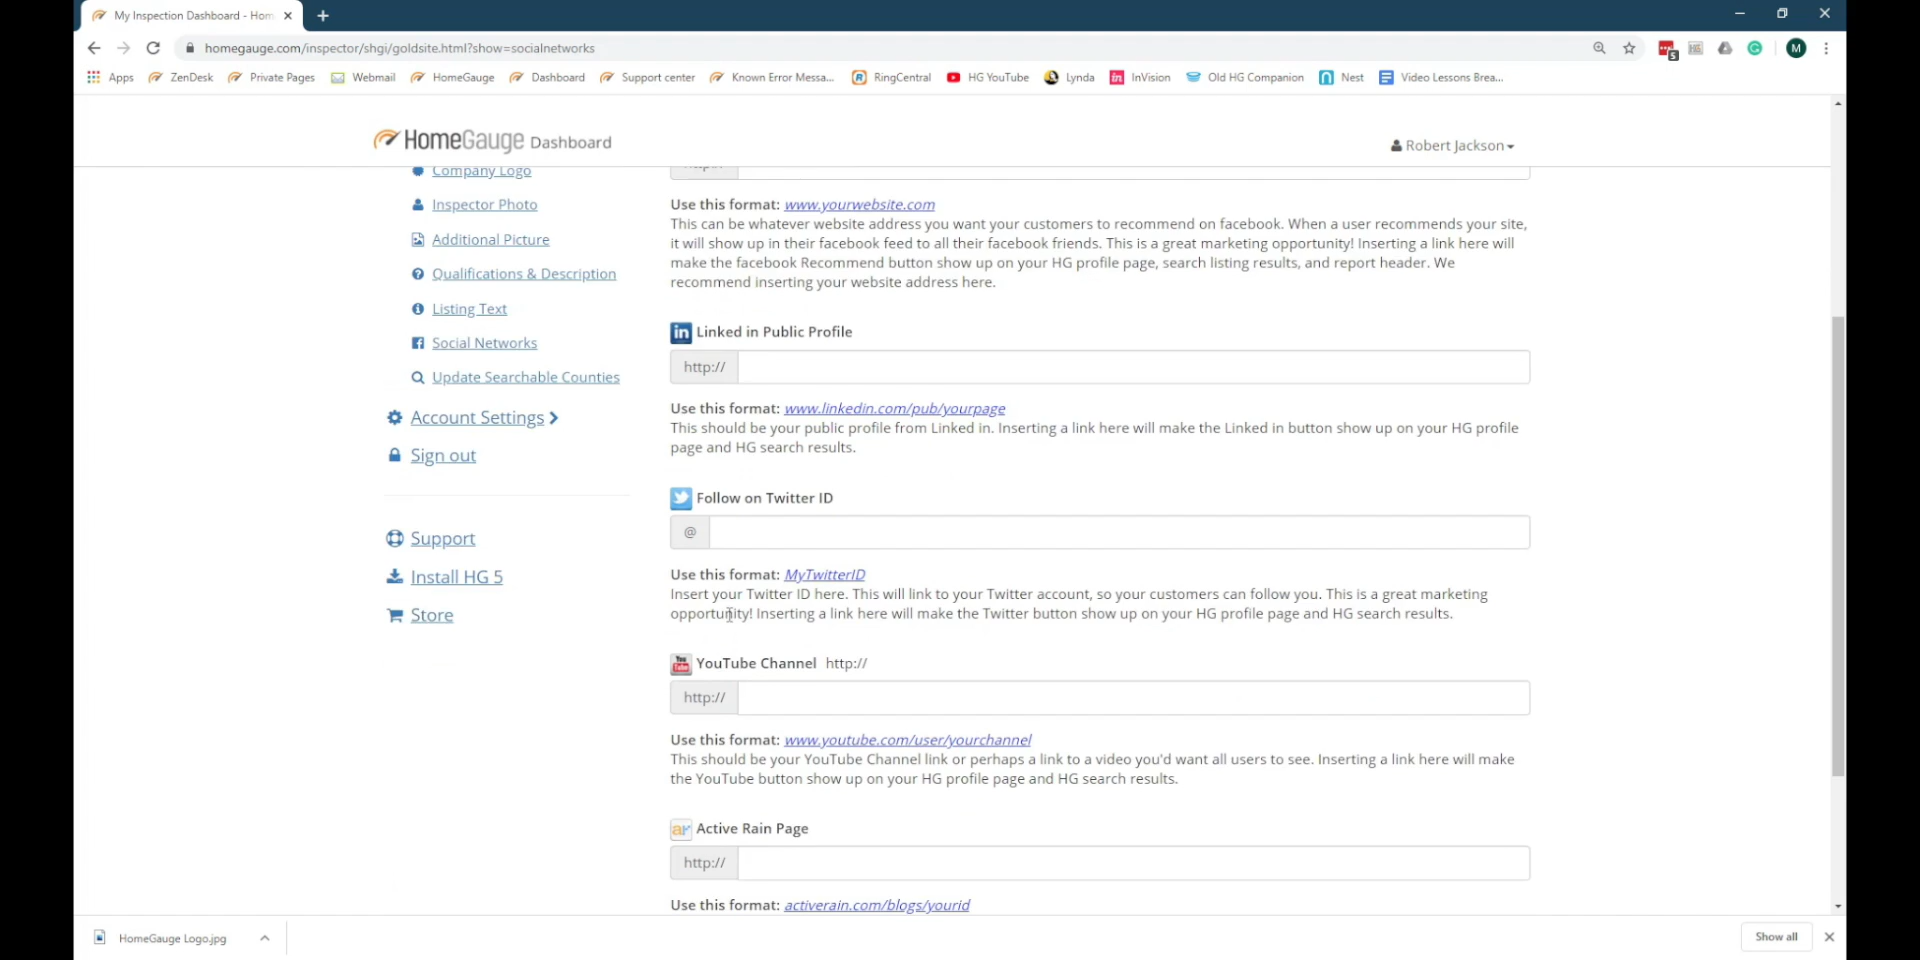 My Inspection Dashboard - Hom
homegauge.com/inspector/shgi/goldsite.html?show=socialnetworks
5
M
Apps
ZenDesk
Private Pages
Webmail
HomeGauge
Dashboard
Support center
Known Error Messa...
RingCentral
HG YouTube
Lynda
InVision
Old HG Companion
Nest
Video Lessons Brea...
HomeGauge Dashboard
Robert Jackson
Company Logo
Inspector Photo
Additional Picture
Qualifications & Description
Listing Text
Social Networks
Update Searchable Counties
Account Settings
Sign out
Support
Install HG 5
Store
Use this format: www.yourwebsite.com
This can be whatever website address you want your customers to recommend on facebook. When a user recommends your site,
it will show up in their facebook feed to all their facebook friends. This is a great marketing opportunity! Inserting a link here will
make the facebook Recommend button show up on your HG profile page, search listing results, and report header. We
recommend inserting your website address here.
in Linked in Public Profile
http://
Use this format: www.linkedin.com/pub/yourpage
This should be your public profile from Linked in. Inserting a link here will make the Linked in button show up on your HG profile
page and HG search results.
Follow on Twitter ID
@
Use this format: MyTwitterID
Insert your Twitter ID here. This will link to your Twitter account, so your customers can follow you. This is a great marketing
opportunity! Inserting a link here will make the Twitter button show up on your HG profile page and HG search results.
You Tube YouTube Channel http://
http://
Use this format: www.youtube.com/user/yourchannel
This should be your YouTube Channel link or perhaps a link to a video you'd want all users to see. Inserting a link here will make
the YouTube button show up on your HG profile page and HG search results.
ar Active Rain Page
http://
Use this format: activerain.com/blogs/yourid
HomeGauge Logo.jpg
Show all